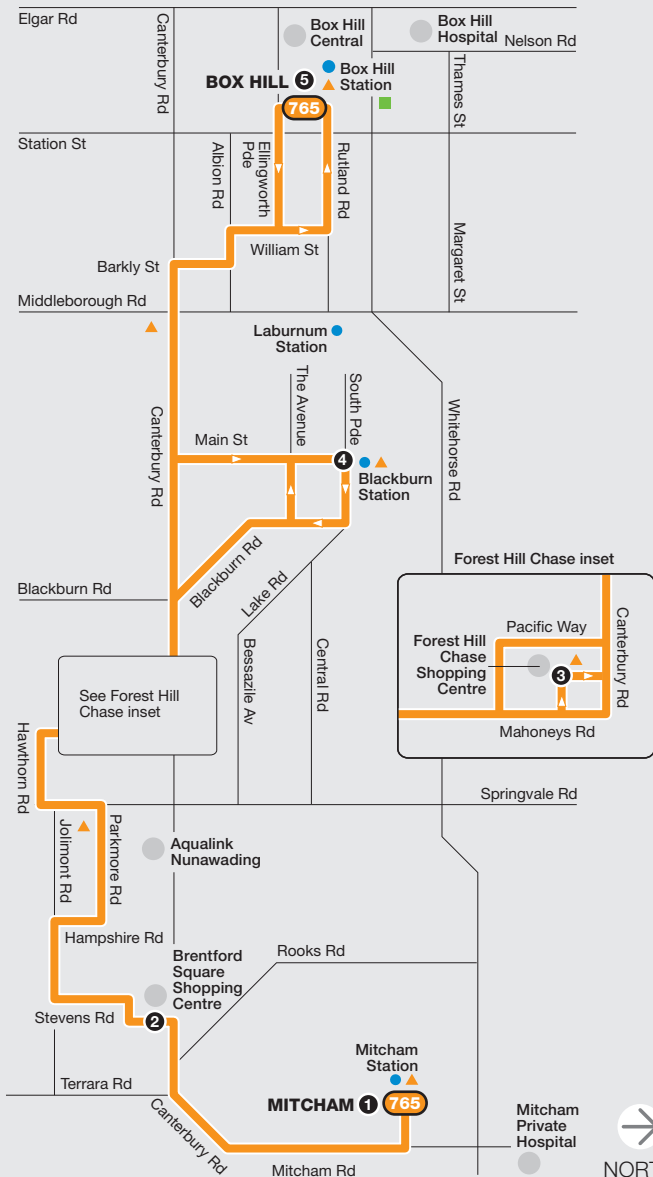 Elgar Rd
Canterbury Rd
Box Hill
Central
Box Hill
Hospital
Nelson Rd
BOX HILL 5
Box Hill
Station
765
Thames St
Station St
Albion Rd
Ellingworth
Pde
Rutland Rd
William St
Margaret St
Barkly St
Middleborough Rd
Laburnum
Station
The Avenue
South Pde
Canterbury Rd
Main St
4
Blackburn
Station
Whitehorse Rd
Blackburn Rd
Blackburn Rd
Lake Rd
Bessazile Av
Central Rd
Forest Hill Chase inset
Pacific Way
Forest Hill
Chase
Shopping
Centre
3
Canterbury Rd
Mahoneys Rd
See Forest Hill
Chase inset
Hawthorn Rd
Springvale Rd
Jolimont Rd
Parkmore Rd
Aqualink
Nunawading
Hampshire Rd
Brentford
Square
Shopping
Centre
Rooks Rd
Stevens Rd
2
Mitcham
Station
Terrara Rd
MITCHAM 1
765
Canterbury Rd
Mitcham Rd
Mitcham
Private
Hospital
NORT